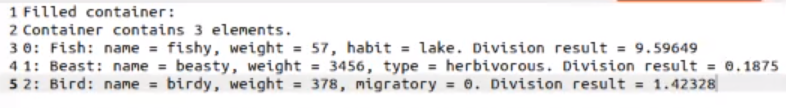 1 Filled container:
2 Container contains 3 elements.
3 0: Fish: name = fishy, weight = 57, habit = lake. Division result = 9.59649
4 1: Beast: name = beasty, weight = 3456, type = herbivorous. Division result = 0.1875
5 2: Bird: name = birdy, weight = 378, migratory = 0. Division result = 1.42328